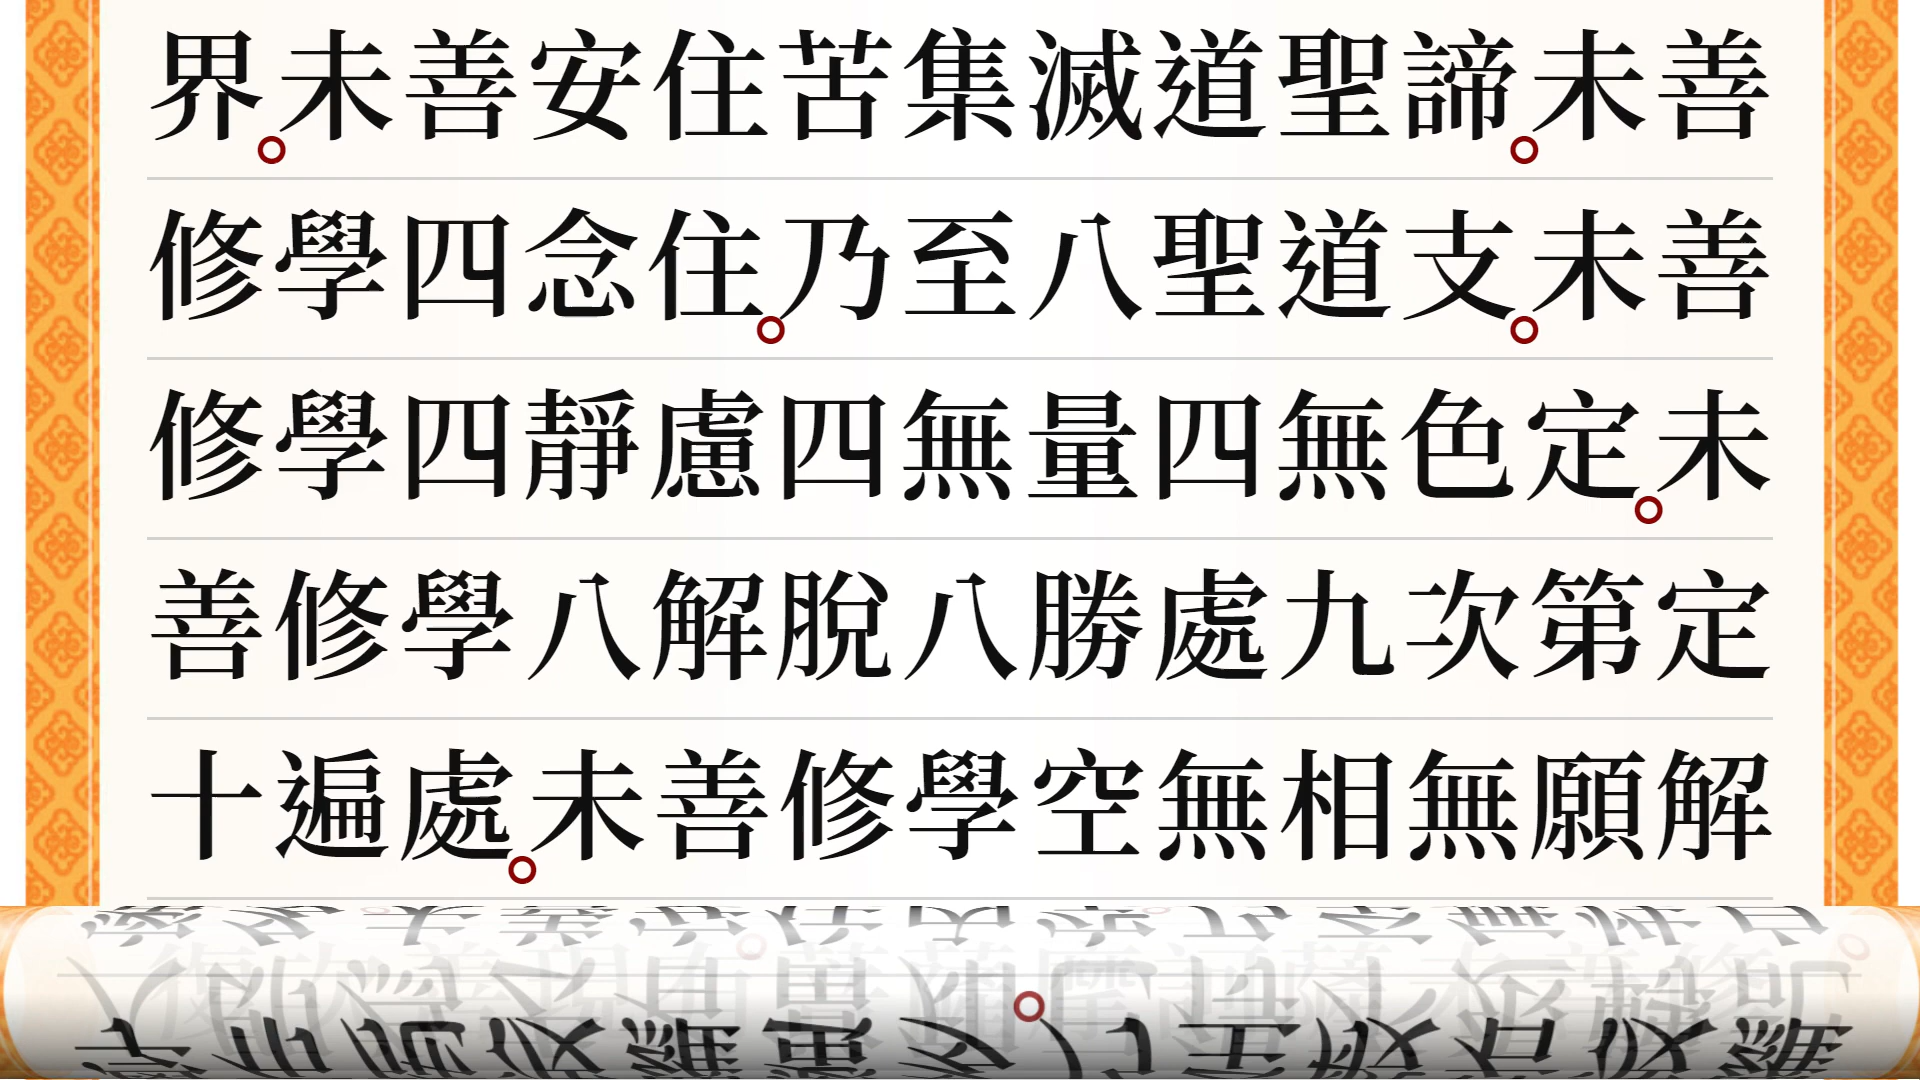 界。未善安住苦集滅道聖諦。未善
修學四念住。乃至八聖道支。未善
修學四靜慮四無量四無色定。未
善修學八解脫八勝處九次第定
十遍處。未善修學空無相無願解